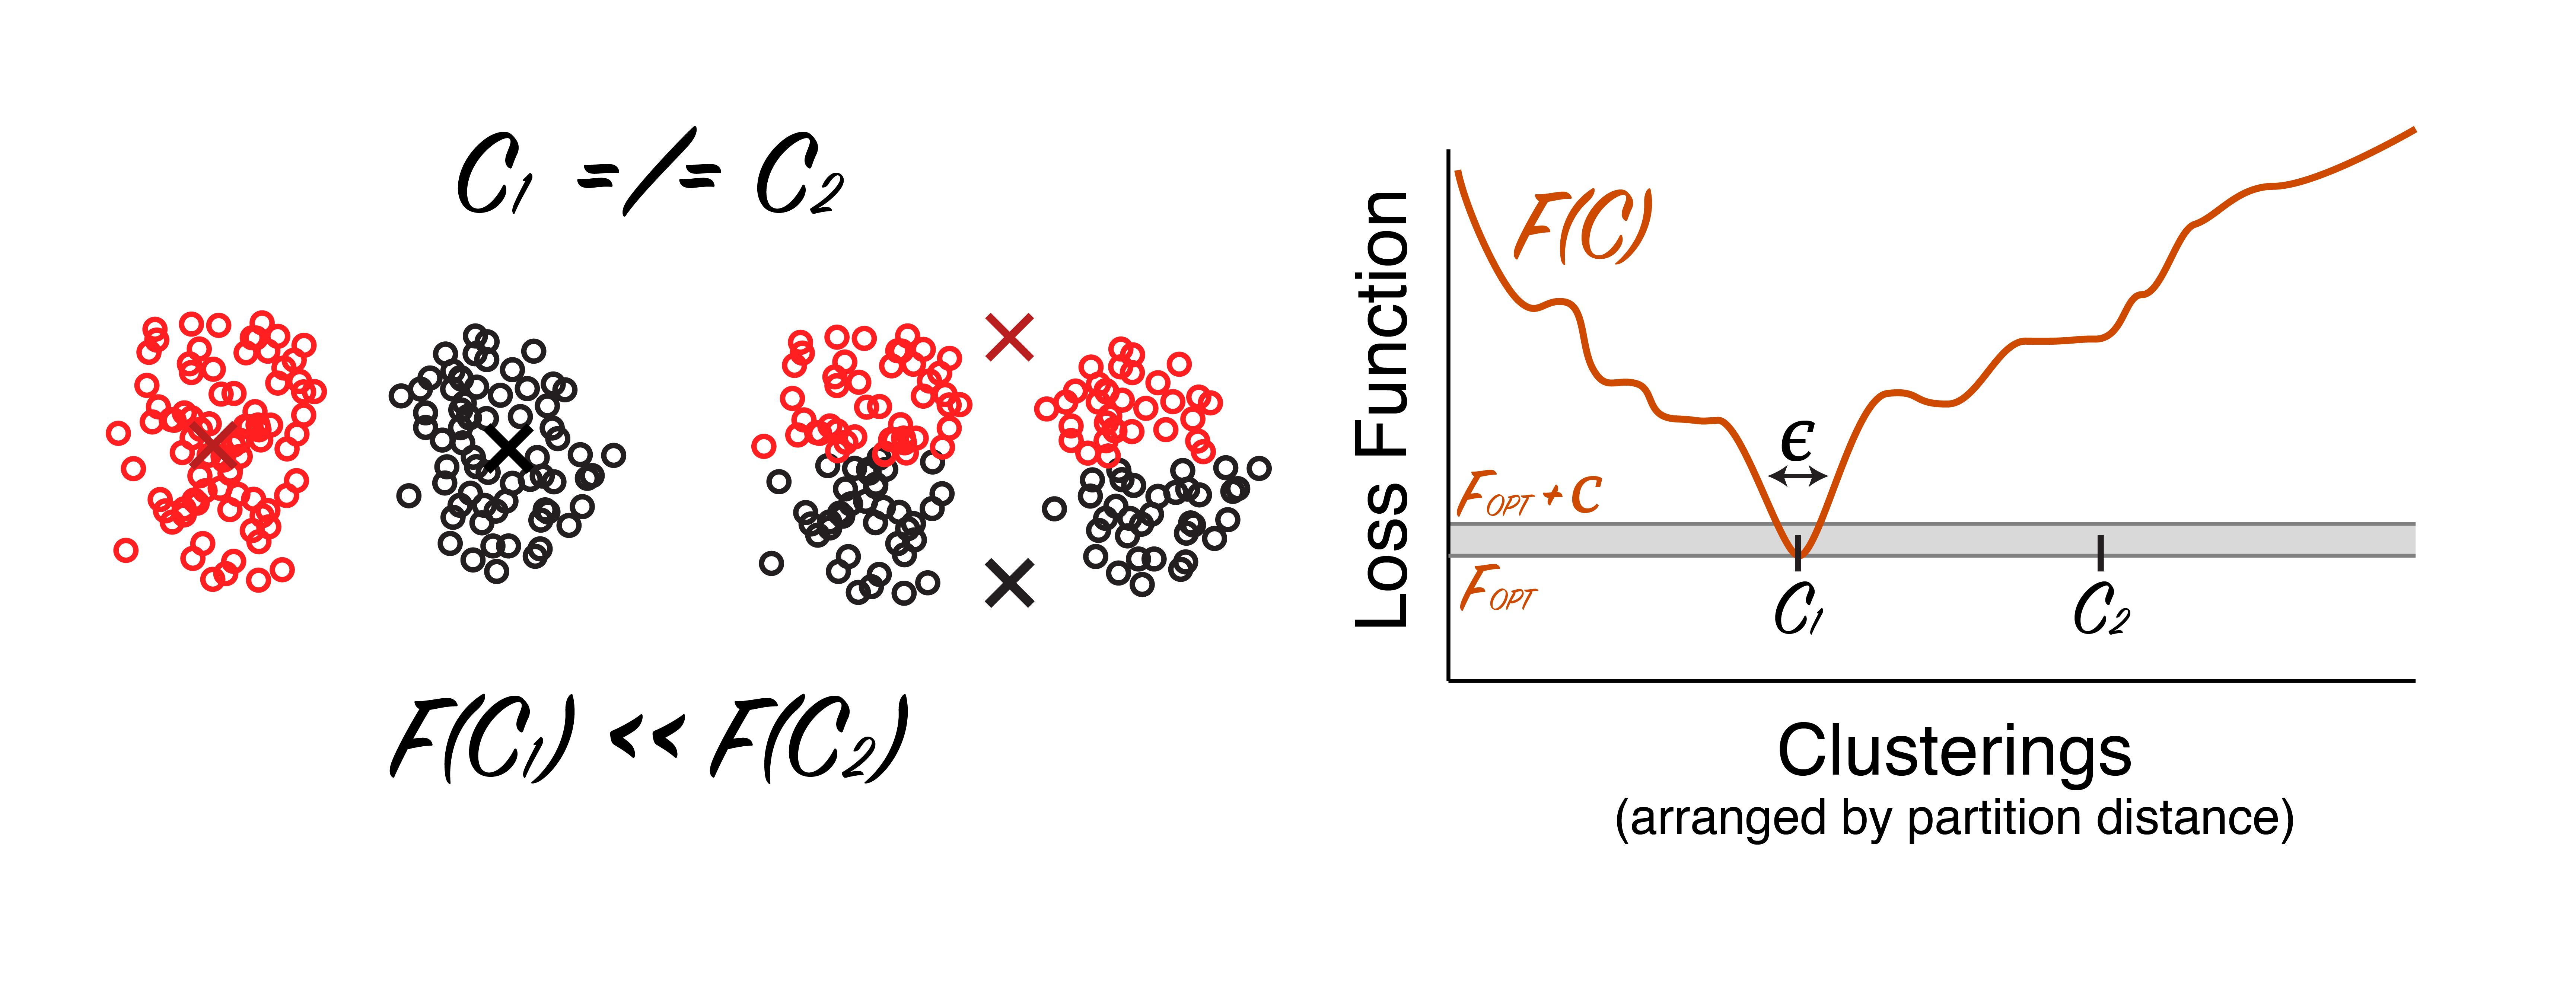 C1 =/= C2
F(C1) << F(C2)
Loss Function
F(C)
ϵ
FOPT + C
FOPT
C1
C2
Clusterings
(arranged by partition distance)